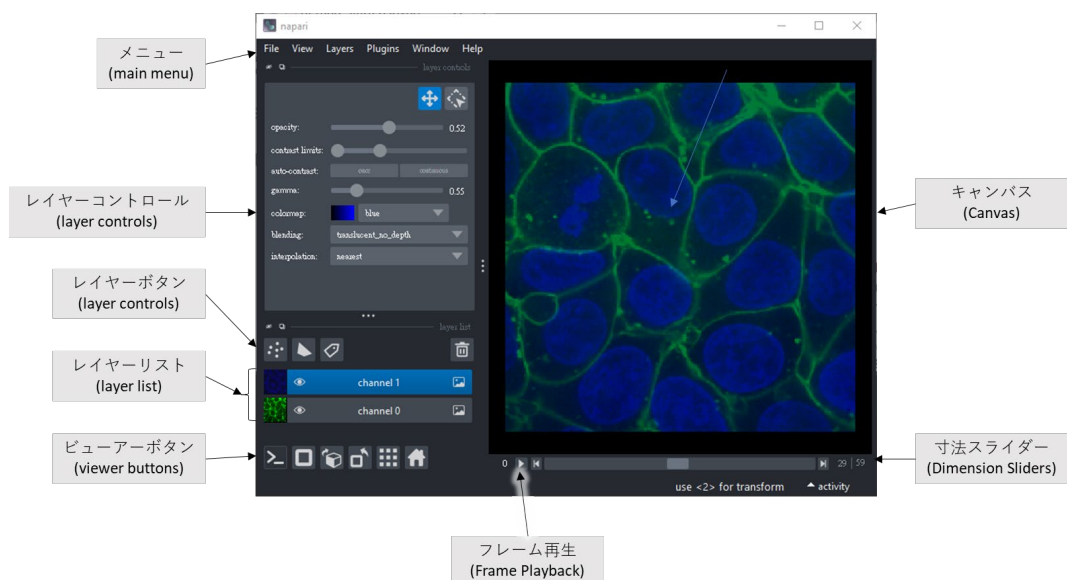 napari
File View Layers Plugins Window Help
メニュー
(main menu)
layer controls
opacity: 0.52
contrast limits:
auto-contrast: once continuous
gamma: 0.55
colormap: blue
blending: translucent_no_depth
interpolation: nearest
レイヤーコントロール
(layer controls)
キャンバス
(Canvas)
レイヤーボタン
(layer controls)
layer list
レイヤーリスト
(layer list)
channel 1
channel 0
ビューアーボタン
(viewer buttons)
0 29 59
寸法スライダー
(Dimension Sliders)
use <2> for transform activity
フレーム再生
(Frame Playback)